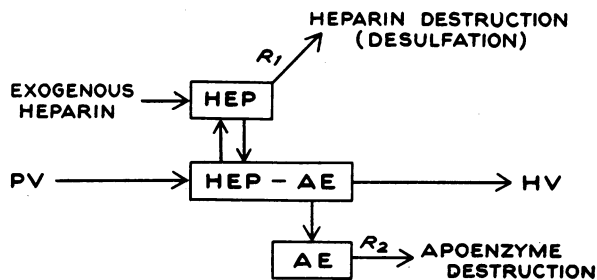 HEPARIN DESTRUCTION
(DESULFATION)
R1
EXOGENOUS
HEPARIN
HEP
PV
HEP - AE
HV
AE
R2
APOENZYME
DESTRUCTION